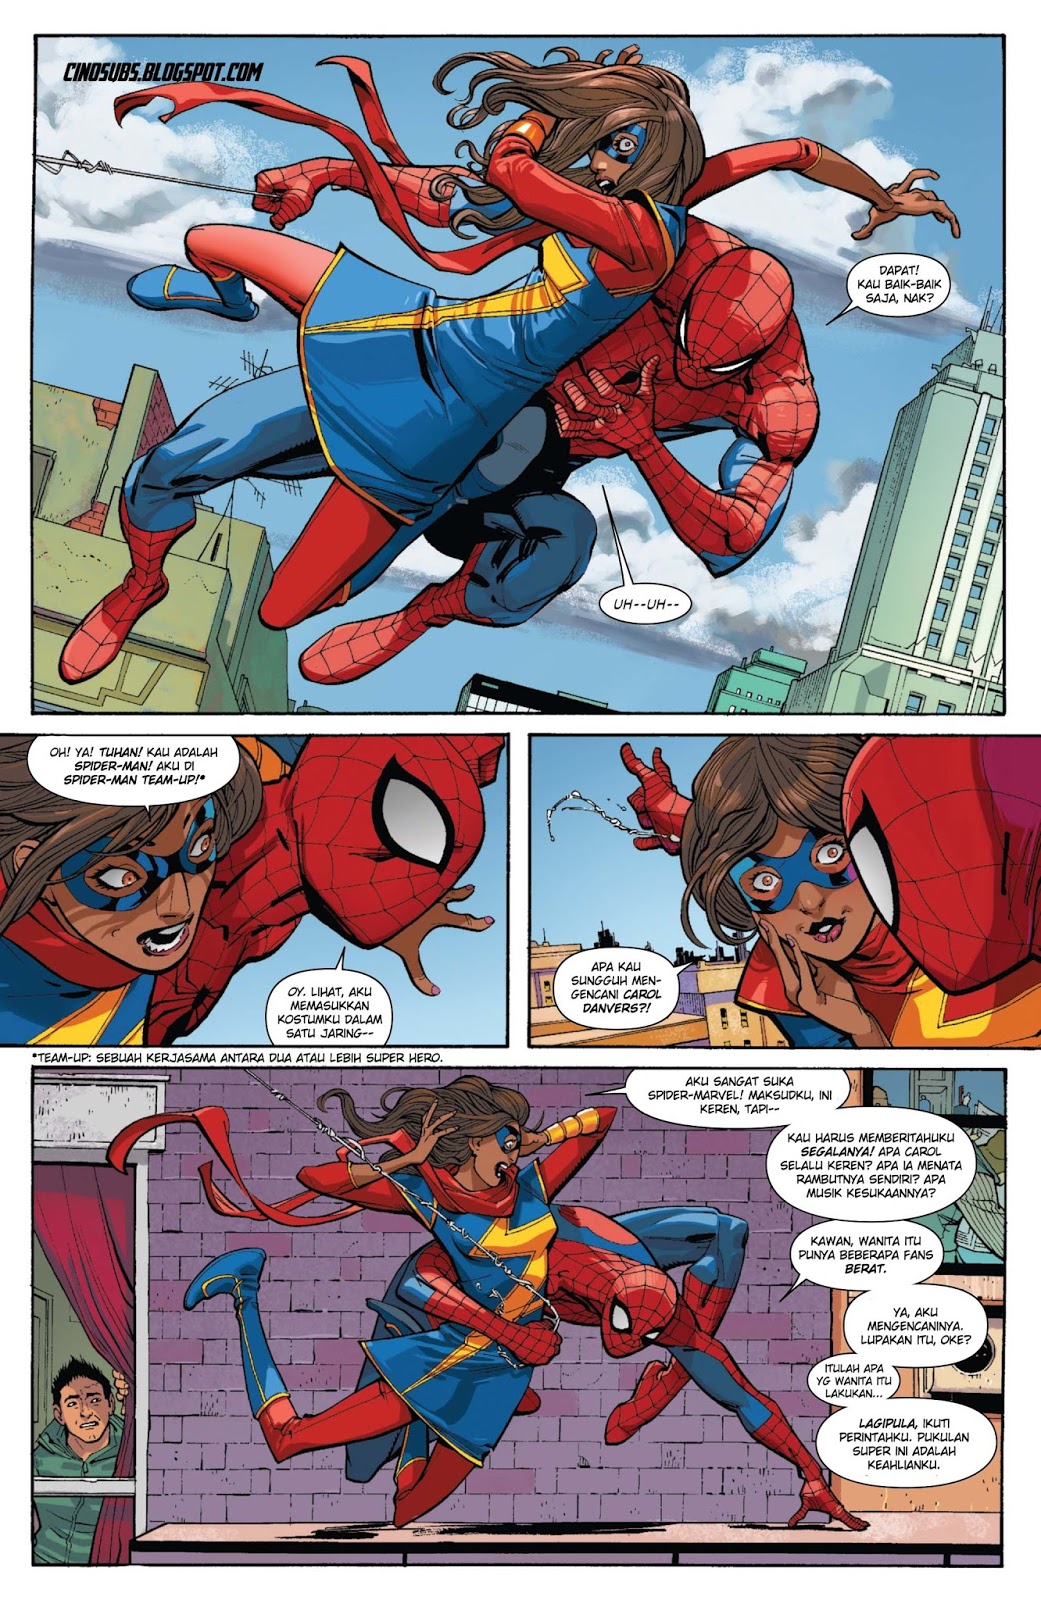 CINOSUBS.BLOGSPOT.COM
DAPAT!
KAU BAIK-BAIK
SAJA, NAK?
UH--UH--
OH! YA! TUHAN! KAU ADALAH
SPIDER-MAN! AKU DI
SPIDER-MAN TEAM-UP!*
OY. LIHAT, AKU
MEMASUKKAN
KOSTUMKU DALAM
SATU JARING--
APA KAU
SUNGGUH MEN-
GENCANI CAROL
DANVERS?!
*TEAM-UP: SEBUAH KERJASAMA ANTARA DUA ATAU LEBIH SUPER HERO.
AKU SANGAT SUKA
SPIDER-MARVEL! MAKSUDKU, INI
KEREN, TAPI--
KAU HARUS MEMBERITAHUKU
SEGALANYA! APA CAROL
SELALU KEREN? APA IA MENATA
RAMBUTNYA SENDIRI? APA
MUSIK KESUKAANNYA?
KAWAN, WANITA ITU
PUNYA BEBERAPA FANS
BERAT.
YA, AKU
MENGENCANINYA.
LUPAKAN ITU, OKE?
ITULAH APA
YG WANITA ITU
LAKUKAN...
LAGIPULA, IKUTI
PERINTAHKU. PUKULAN
SUPER INI ADALAH
KEAHLIANKU.